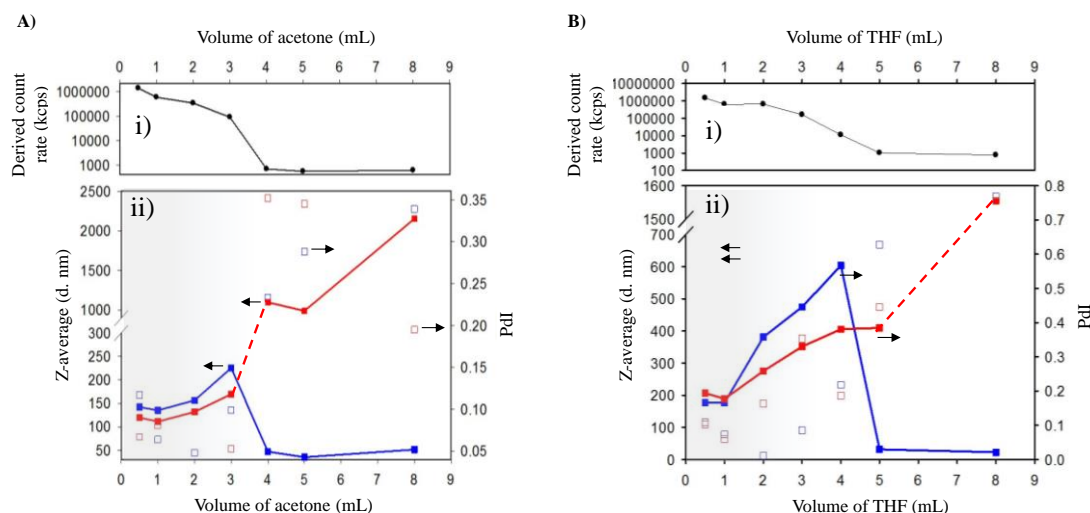 A)
Volume of acetone (mL)
0 1 2 3 4 5 6 7 8 9
Derived count
rate (kcps)
1000000
100000
10000
1000
i)
ii)
Z-average (d. nm)
2500
2000
1500
1000
300
250
200
150
100
50
PdI
0.35
0.30
0.25
0.20
0.15
0.10
0.05
0 1 2 3 4 5 6 7 8 9
Volume of acetone (mL)
B)
Volume of THF (mL)
0 1 2 3 4 5 6 7 8 9
Derived count
rate (kcps)
10000000
1000000
100000
10000
1000
100
i)
ii)
Z-average (d. nm)
1600
1500
700
600
500
400
300
200
100
0
PdI
0.8
0.7
0.6
0.5
0.4
0.3
0.2
0.1
0.0
0 1 2 3 4 5 6 7 8 9
Volume of THF (mL)